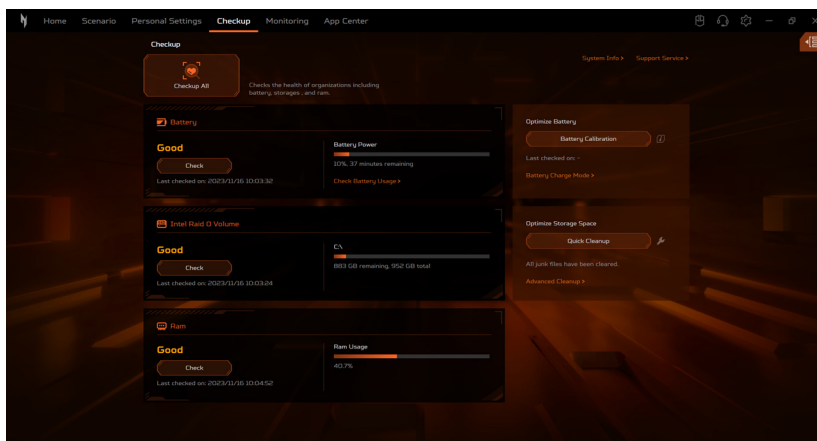 Home Scenario Personal Settings Checkup Monitoring App Center
Checkup
System Info > Support Service >
Checkup All
Checks the health of organizations including
battery, storages , and ram.
Battery
Good
Check
Last checked on: 2023/11/16 10:03:32
Battery Power
10%, 37 minutes remaining
Check Battery Usage >
Optimize Battery
Battery Calibration
Last checked on: -
Battery Charge Mode >
Intel Raid 0 Volume
Good
Check
Last checked on: 2023/11/16 10:03:24
C:\
883 GB remaining, 952 GB total
Optimize Storage Space
Quick Cleanup
All junk files have been cleared.
Advanced Cleanup >
Ram
Good
Check
Last checked on: 2023/11/16 10:04:52
Ram Usage
40.7%